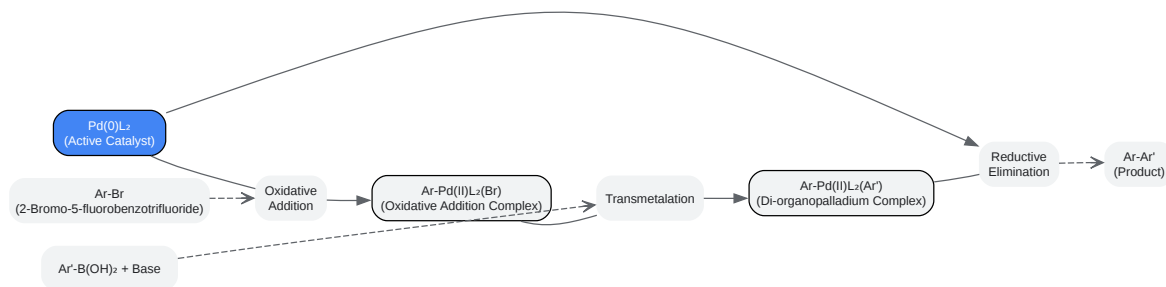 Pd(0)L₂
(Active Catalyst)
Ar-Br
(2-Bromo-5-fluorobenzotrifluoride)
Ar'-B(OH)₂ + Base
Oxidative
Addition
Ar-Pd(II)L₂(Br)
(Oxidative Addition Complex)
Transmetalation
Ar-Pd(II)L₂(Ar')
(Di-organopalladium Complex)
Reductive
Elimination
Ar-Ar'
(Product)